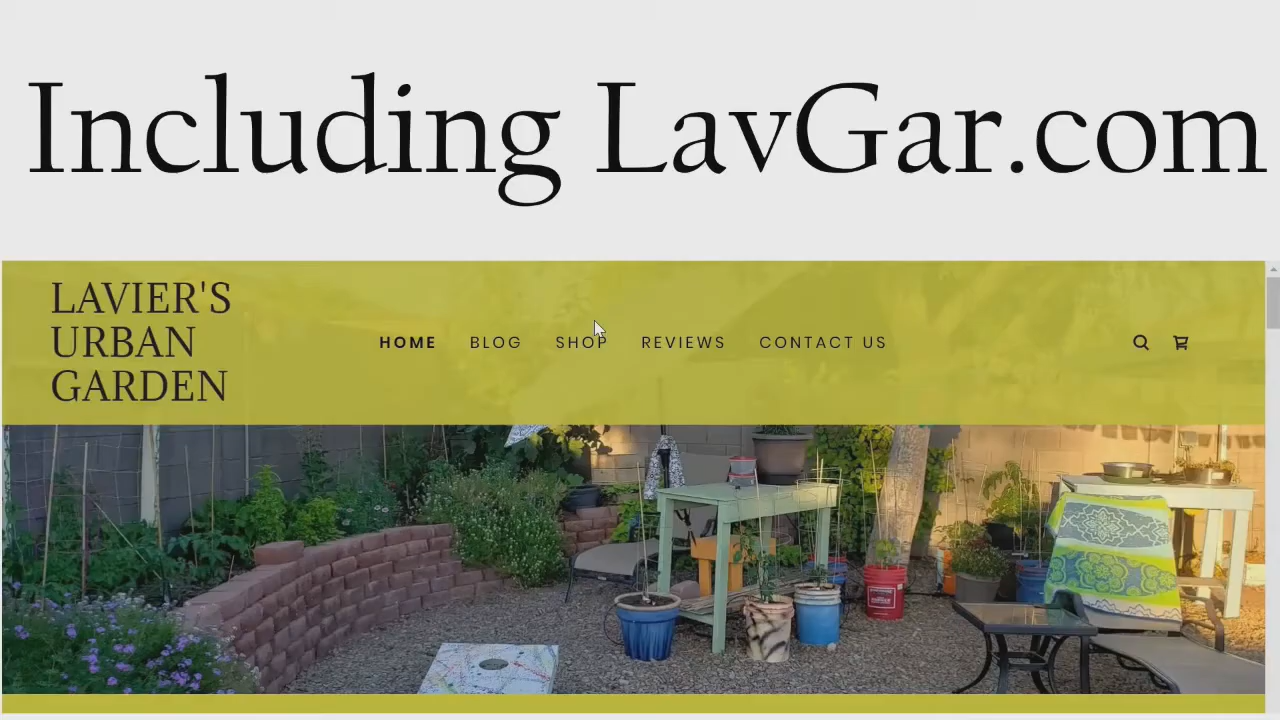 Including LavGar.com
LAVIER'S
URBAN
GARDEN
HOME BLOG SHOP REVIEWS CONTACT US